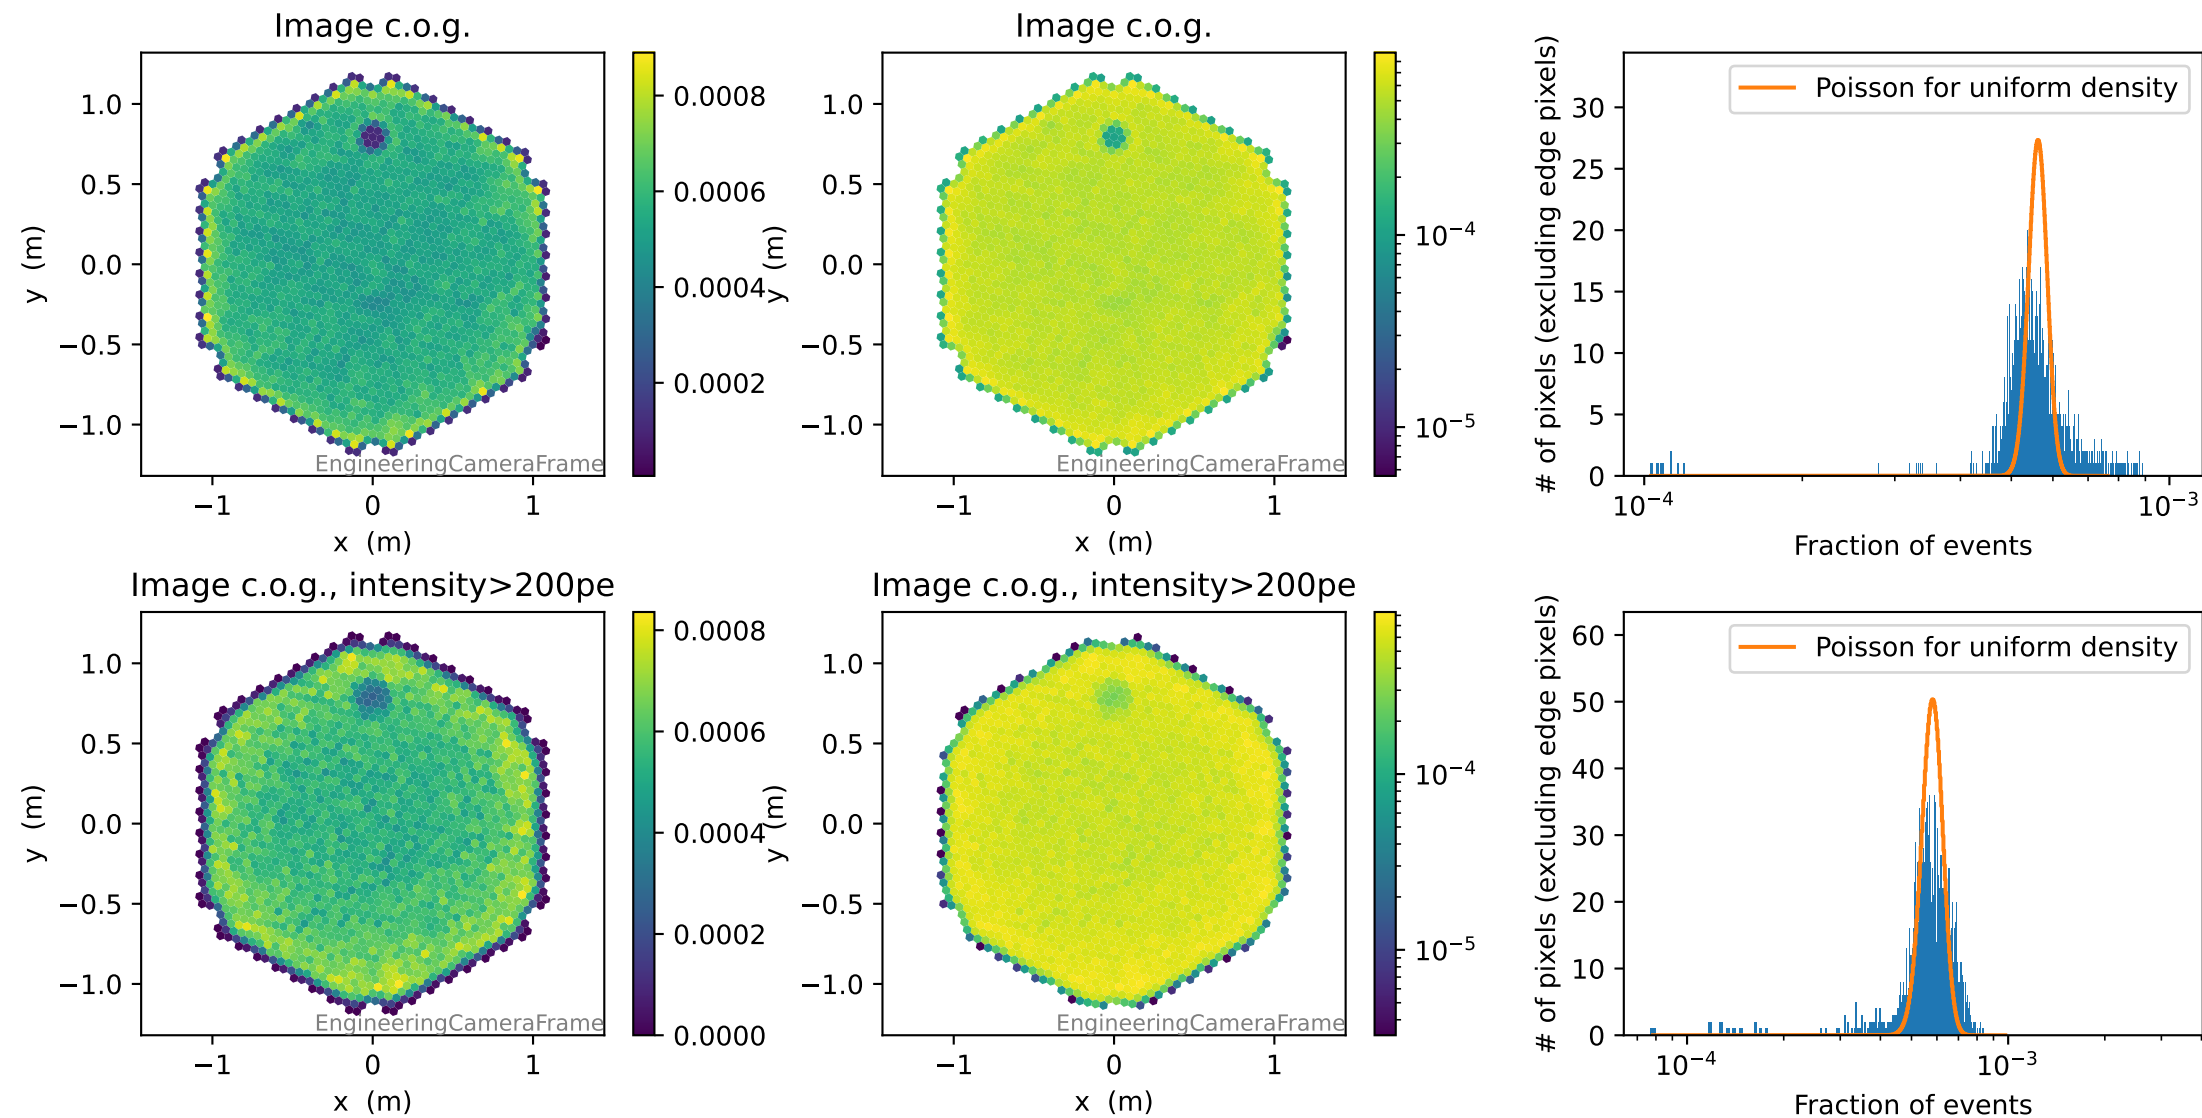 Image c.o.g.
y (m)
1.0
0.5
0.0
−0.5
−1.0
−1 0 1
x (m)
EngineeringCameraFrame
0.0008
0.0006
0.0004
0.0002
Image c.o.g.
y (m)
1.0
0.5
0.0
−0.5
−1.0
−1 0 1
x (m)
EngineeringCameraFrame
10⁻⁴
10⁻⁵
# of pixels (excluding edge pixels)
30
25
20
15
10
5
0
Poisson for uniform density
10⁻⁴ 10⁻³
Fraction of events
Image c.o.g., intensity>200pe
y (m)
1.0
0.5
0.0
−0.5
−1.0
−1 0 1
x (m)
EngineeringCameraFrame
0.0008
0.0006
0.0004
0.0002
0.0000
Image c.o.g., intensity>200pe
y (m)
1.0
0.5
0.0
−0.5
−1.0
−1 0 1
x (m)
EngineeringCameraFrame
10⁻⁴
10⁻⁵
# of pixels (excluding edge pixels)
60
50
40
30
20
10
0
Poisson for uniform density
10⁻⁴ 10⁻³
Fraction of events